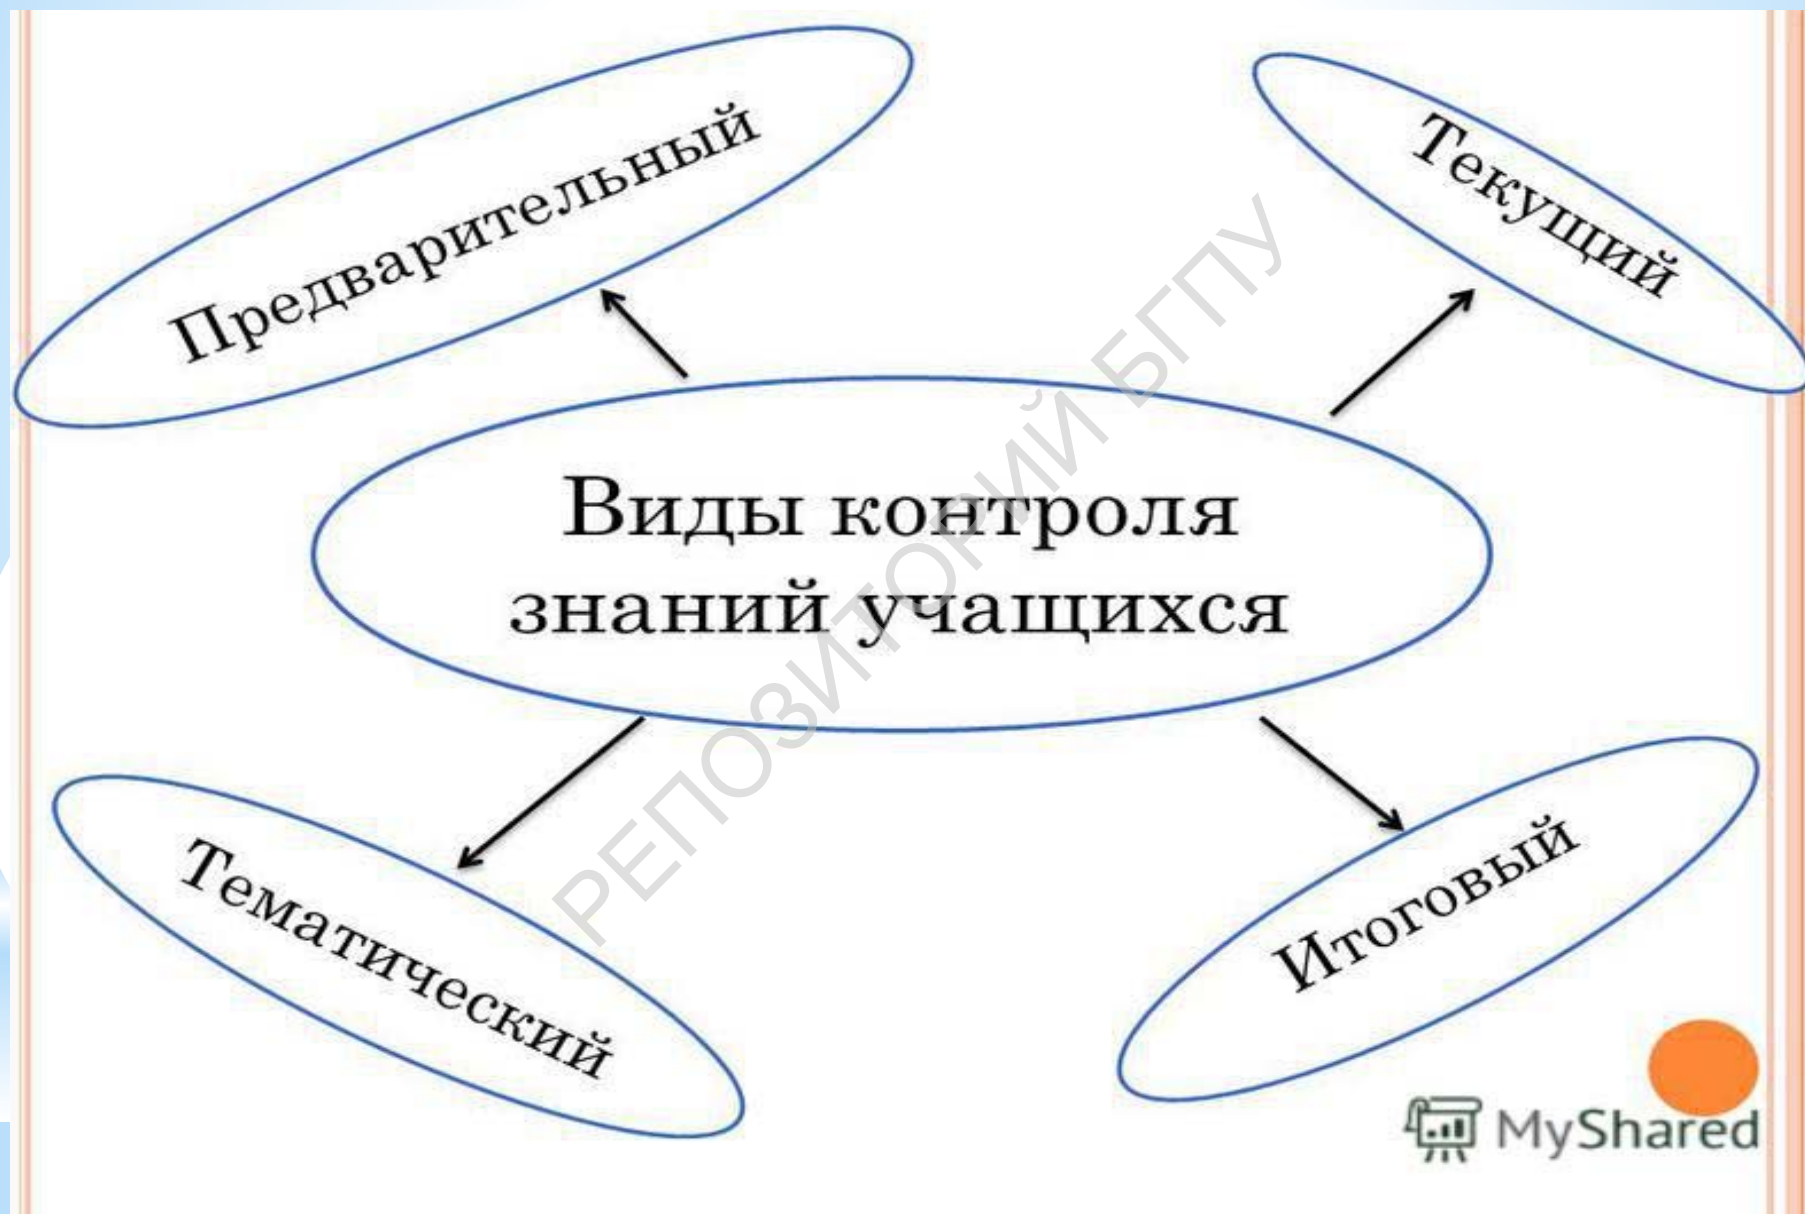 Предварительный
Текущий
Виды контроля
знаний учащихся
Тематический
Итоговый
РЕПОЗИТОРИЙ БГПУ
MyShared